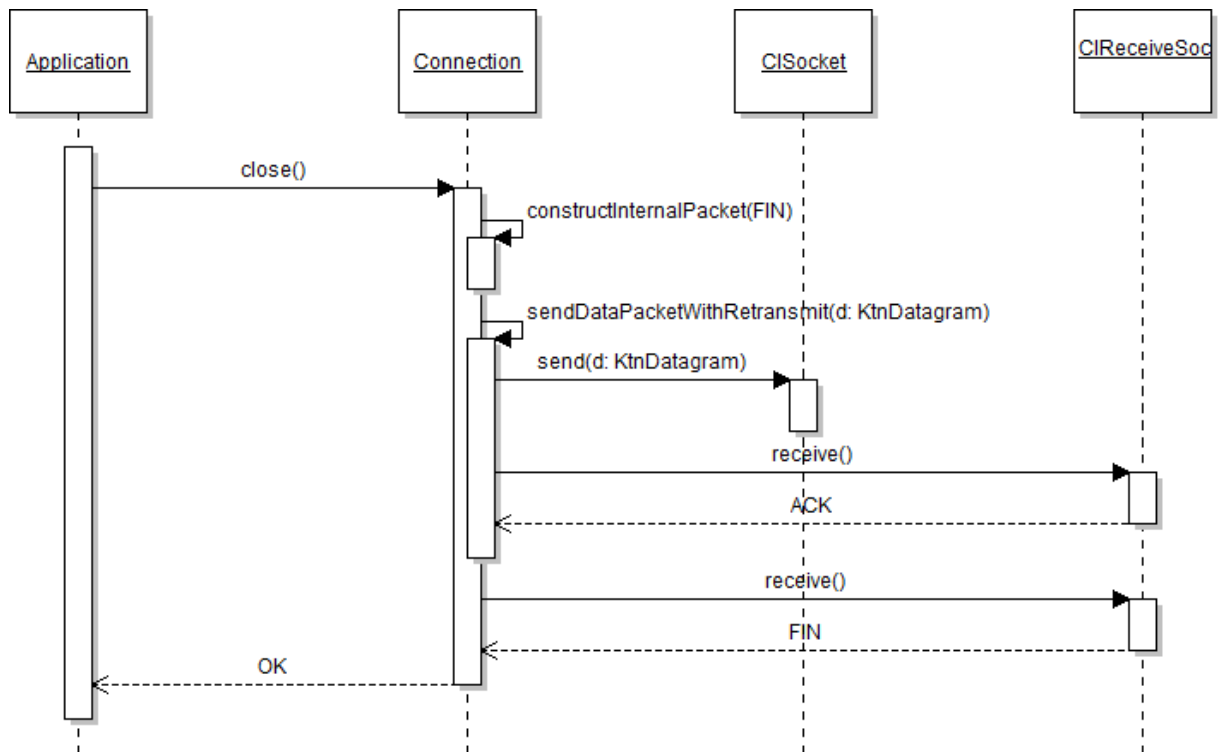 Application
Connection
ClSocket
ClReceiveSoc
close()
constructInternalPacket(FIN)
sendDataPacketWithRetransmit(d: KtnDatagram)
send(d: KtnDatagram)
receive()
ACK
receive()
FIN
OK